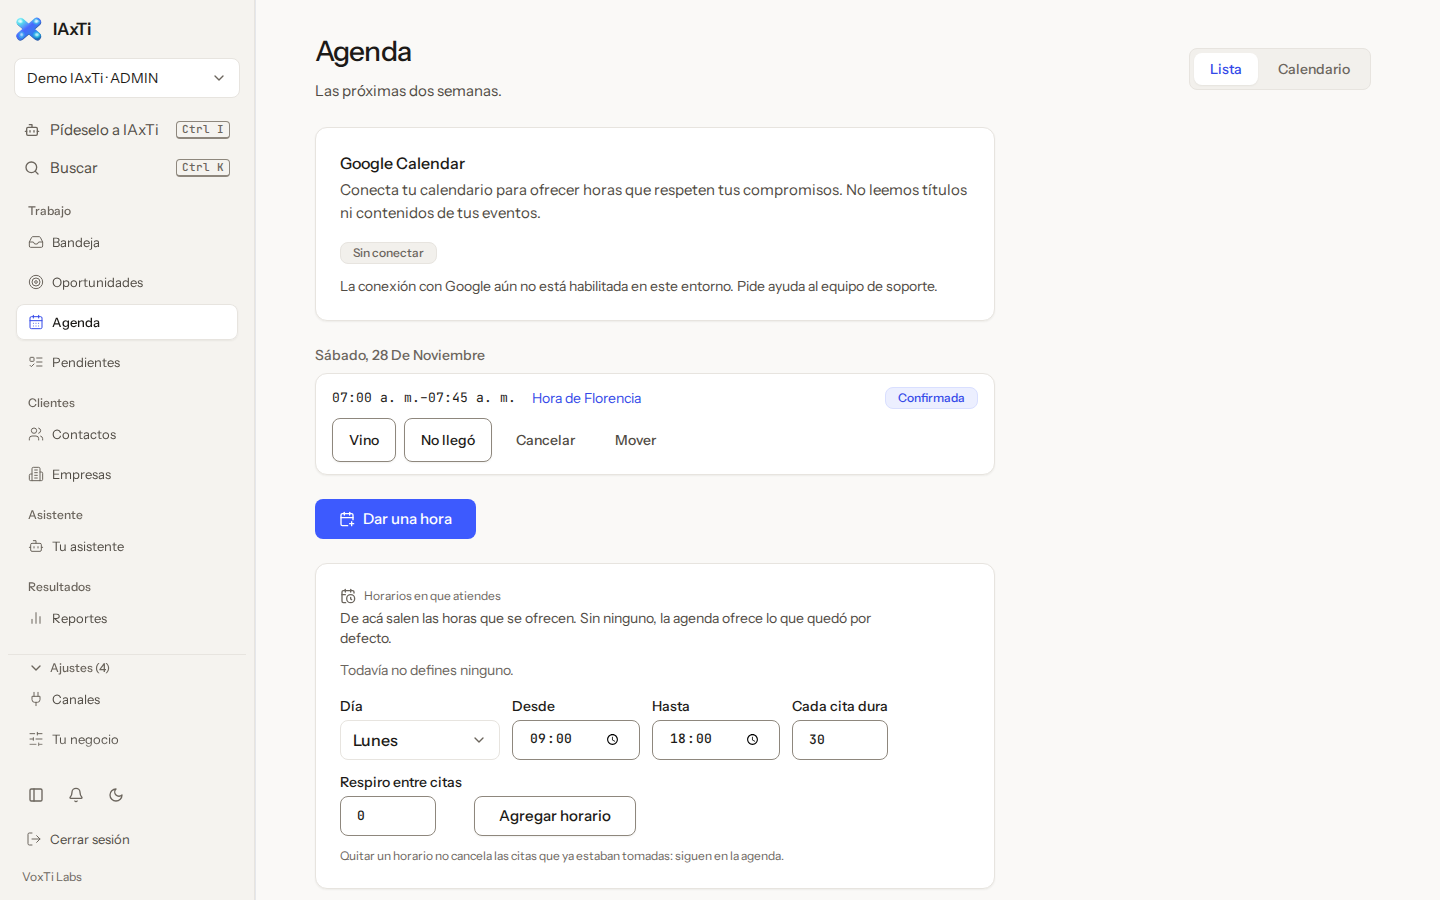 IAxTi
Demo IAxTi · ADMIN
Pídeselo a IAxTi Ctrl I
Buscar Ctrl K
Trabajo
Bandeja
Oportunidades
Agenda
Pendientes
Clientes
Contactos
Empresas
Asistente
Tu asistente
Resultados
Reportes
Ajustes (4)
Canales
Tu negocio
Cerrar sesión
VoxTi Labs
Agenda
Las próximas dos semanas.
Lista Calendario
Google Calendar
Conecta tu calendario para ofrecer horas que respeten tus compromisos. No leemos títulos
ni contenidos de tus eventos.
Sin conectar
La conexión con Google aún no está habilitada en este entorno. Pide ayuda al equipo de soporte.
Sábado, 28 De Noviembre
07:00 a. m.–07:45 a. m. Hora de Florencia Confirmada
Vino No llegó Cancelar Mover
Dar una hora
Horarios en que atiendes
De acá salen las horas que se ofrecen. Sin ninguno, la agenda ofrece lo que quedó por
defecto.
Todavía no defines ninguno.
Día Desde Hasta Cada cita dura
Lunes 09:00 18:00 30
Respiro entre citas
0 Agregar horario
Quitar un horario no cancela las citas que ya estaban tomadas: siguen en la agenda.